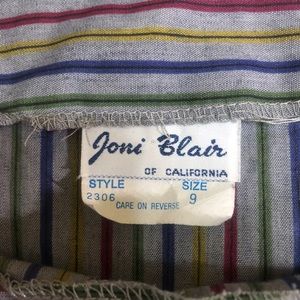 Joni Blair
OF CALIFORNIA
STYLE SIZE
2306 9
CARE ON REVERSE